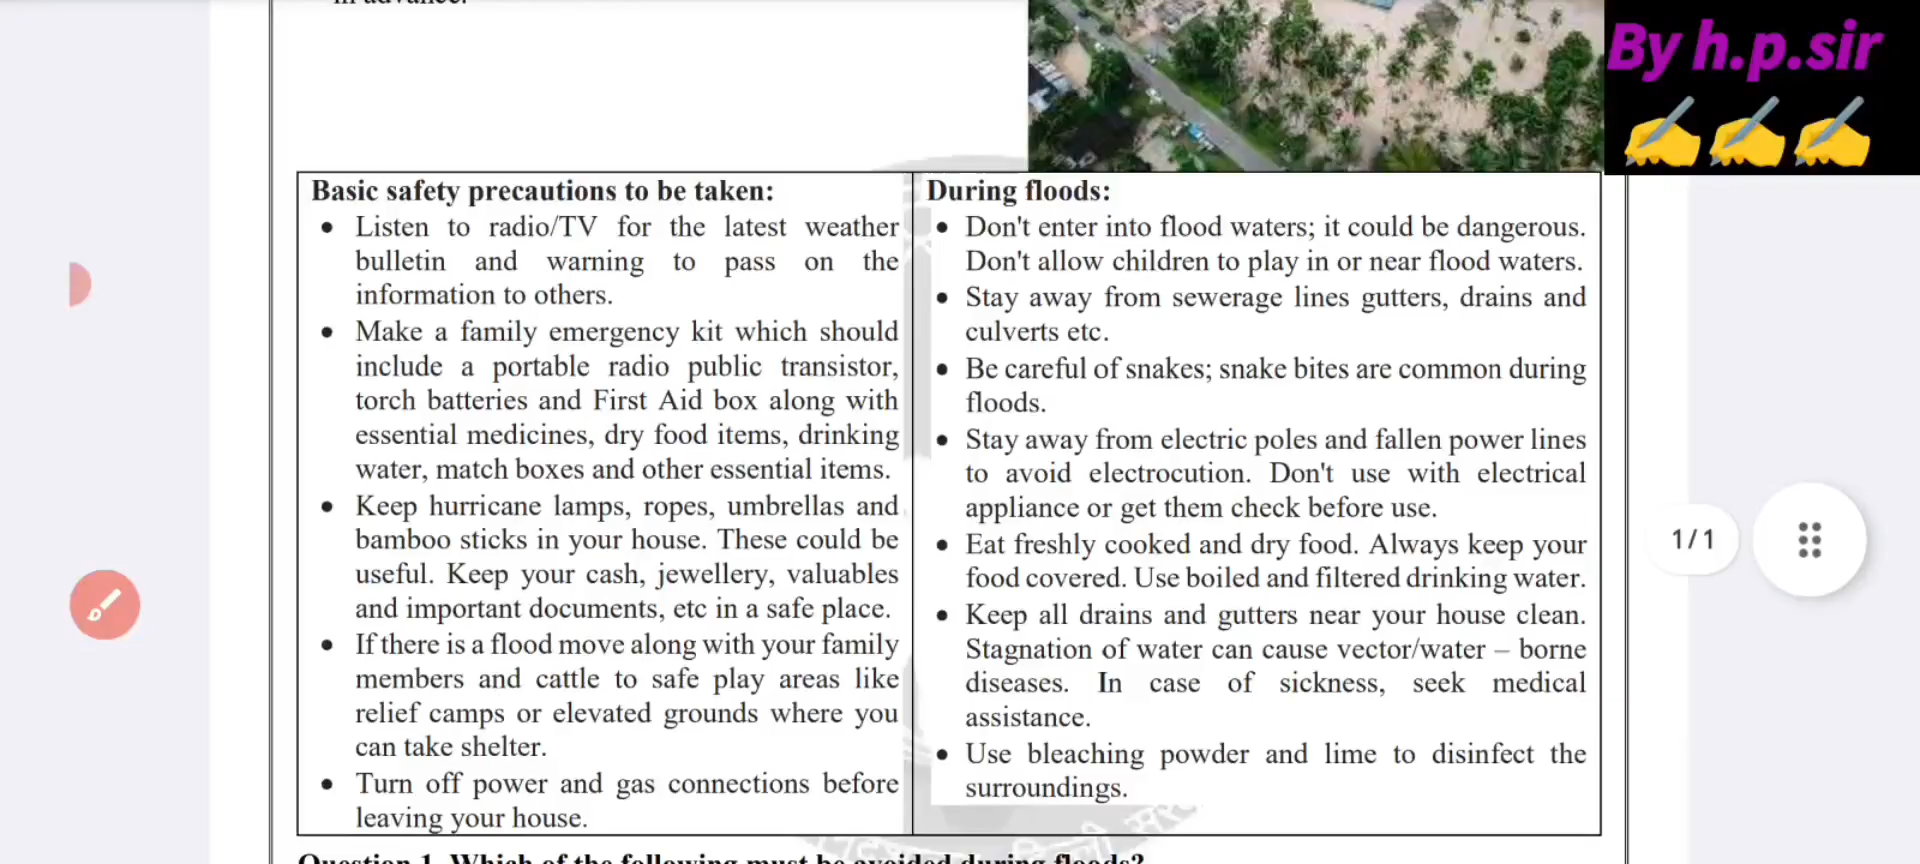 By h.p.sir
Basic safety precautions to be taken:
• Listen to radio/TV for the latest weather
bulletin and warning to pass on the
information to others.
• Make a family emergency kit which should
include a portable radio public transistor,
torch batteries and First Aid box along with
essential medicines, dry food items, drinking
water, match boxes and other essential items.
• Keep hurricane lamps, ropes, umbrellas and
bamboo sticks in your house. These could be
useful. Keep your cash, jewellery, valuables
and important documents, etc in a safe place.
• If there is a flood move along with your family
members and cattle to safe play areas like
relief camps or elevated grounds where you
can take shelter.
• Turn off power and gas connections before
leaving your house.
During floods:
• Don't enter into flood waters; it could be dangerous.
Don't allow children to play in or near flood waters.
• Stay away from sewerage lines gutters, drains and
culverts etc.
• Be careful of snakes; snake bites are common during
floods.
• Stay away from electric poles and fallen power lines
to avoid electrocution. Don't use with electrical
appliance or get them check before use.
• Eat freshly cooked and dry food. Always keep your
food covered. Use boiled and filtered drinking water.
• Keep all drains and gutters near your house clean.
Stagnation of water can cause vector/water – borne
diseases. In case of sickness, seek medical
assistance.
• Use bleaching powder and lime to disinfect the
surroundings.
1/1
Question 1. Which of the following must be avoided during floods?